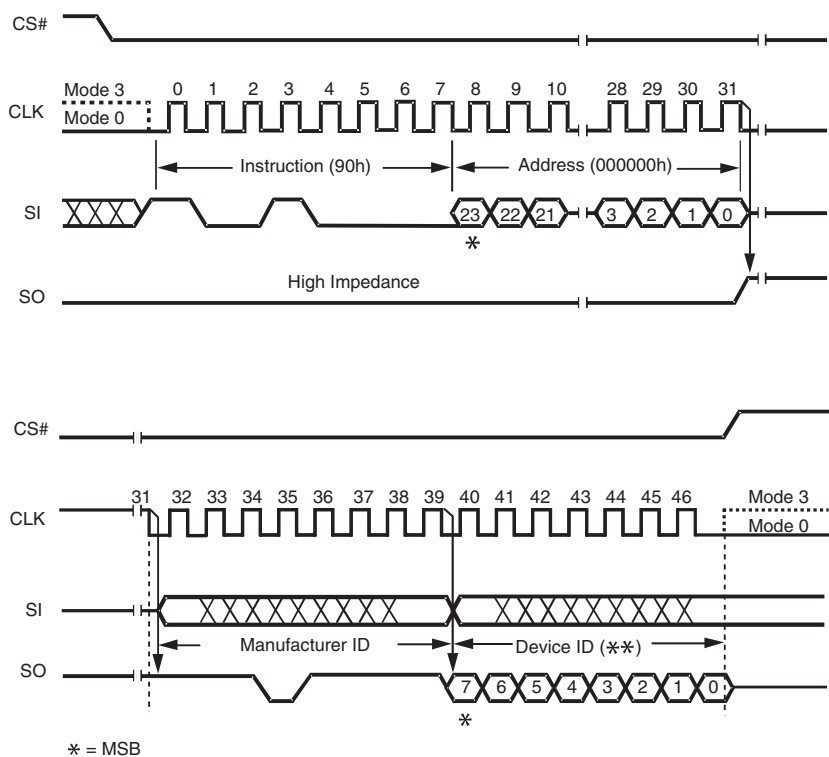 CS#
Mode 3 0 1 2 3 4 5 6 7 8 9 10 28 29 30 31
CLK Mode 0
Instruction (90h) Address (000000h)
SI 23 22 21 3 2 1 0
*
High Impedance
SO
CS#
31 32 33 34 35 36 37 38 39 40 41 42 43 44 45 46 Mode 3
CLK Mode 0
SI
Manufacturer ID Device ID (**)
SO 7 6 5 4 3 2 1 0
*
* = MSB